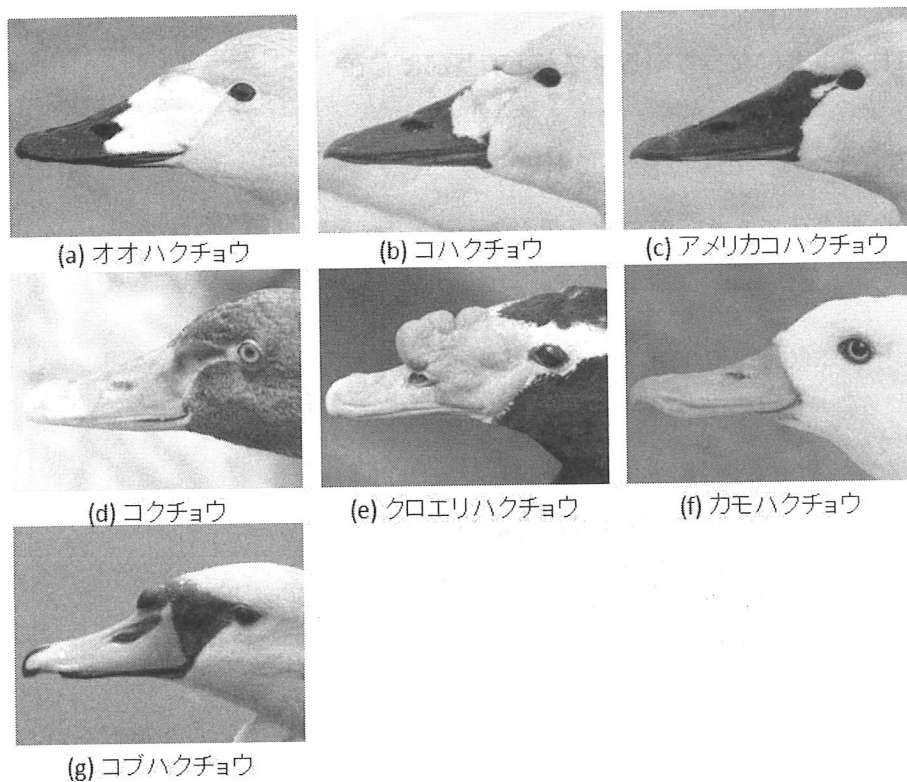 (a) オオハクチョウ
(b) コハクチョウ
(c) アメリカコハクチョウ
(d) コクチョウ
(e) クロエリハクチョウ
(f) カモハクチョウ
(g) コブハクチョウ